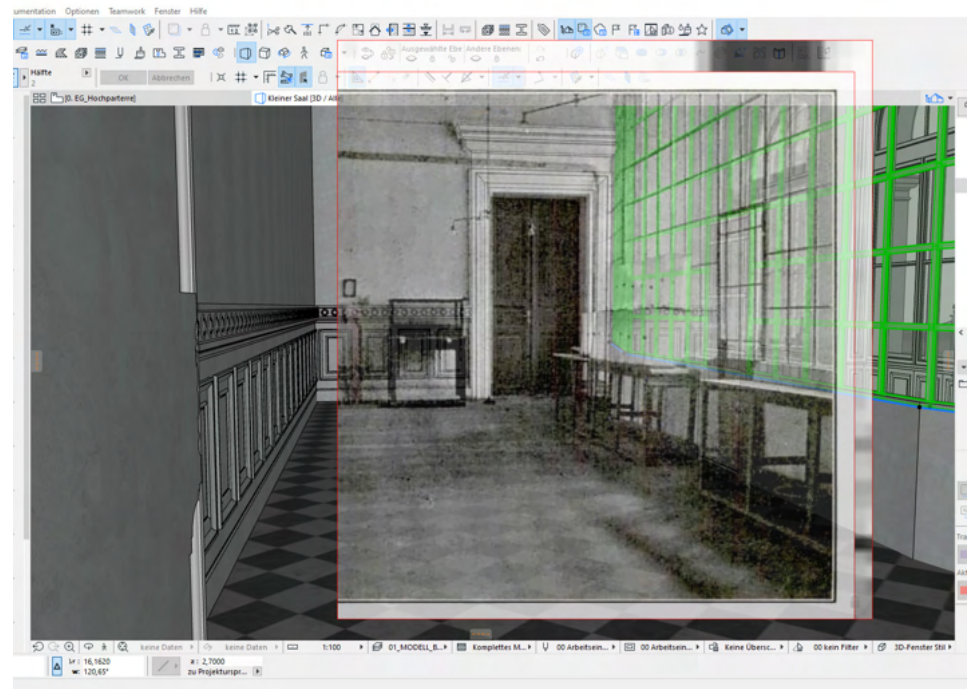 umentation Optionen Teamwork Fenster Hilfe
Ausgewählte Ebe Andere Ebenen:
Hälfte
2
OK Abbrechen
[0. EG_Hochparterre]
Kleiner Saal [3D / Alle]
keine Daten keine Daten 1:100 01_MODELL_B... Komplettes M... 00 Arbeitsein... 00 Arbeitsein... Keine Übersc... 00 kein Filter 3D-Fenster Stil
Lr: 16,1620
w: 120,65°
z: 2,7000
zu Projekturspr...
Tra